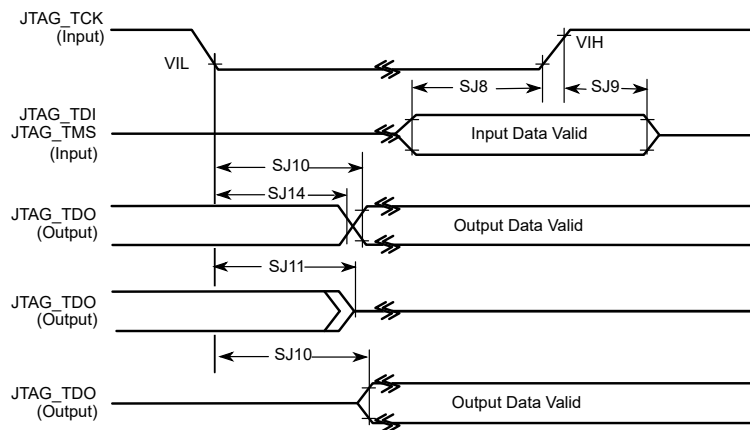 JTAG_TCK
(Input)
VIL
VIH
SJ8
SJ9
JTAG_TDI
JTAG_TMS
(Input)
Input Data Valid
SJ10
SJ14
JTAG_TDO
(Output)
Output Data Valid
SJ11
JTAG_TDO
(Output)
SJ10
JTAG_TDO
(Output)
Output Data Valid